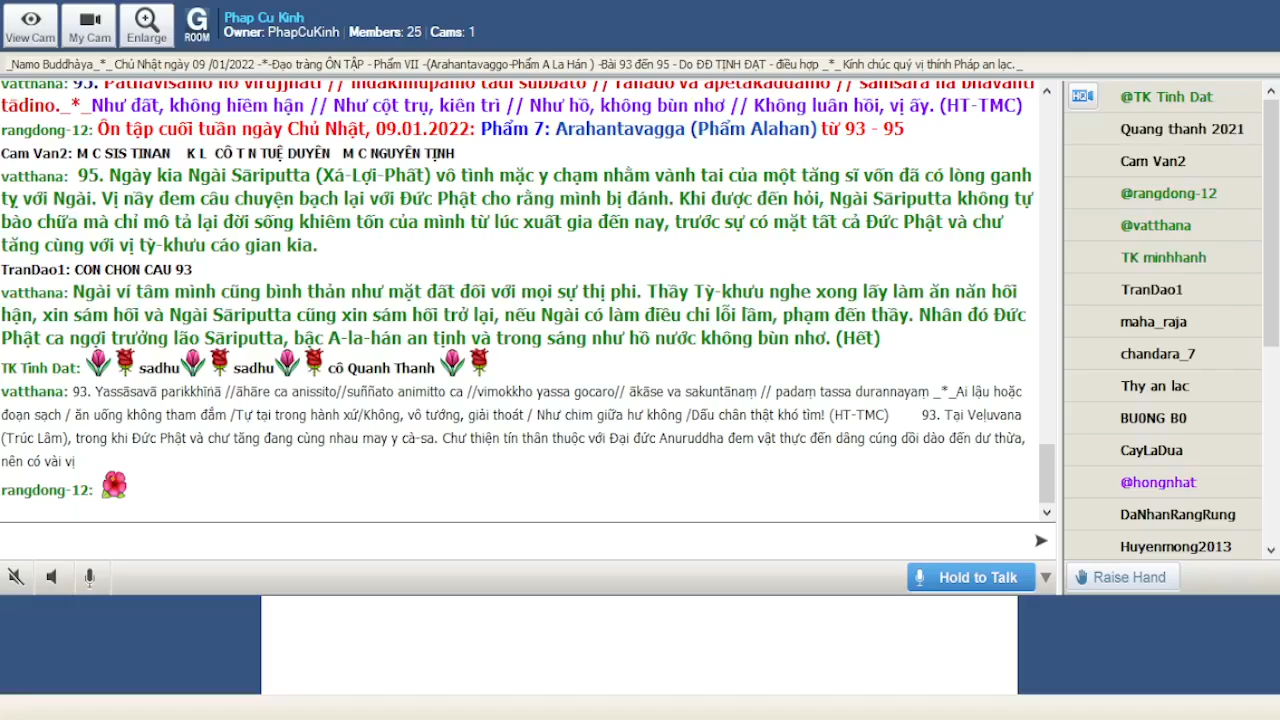 View Cam
My Cam
Enlarge
G
ROOM
Phap Cu Kinh
Owner: PhapCuKinh | Members: 25 | Cams: 1
_Namo Buddhàya_*_ Chủ Nhật ngày 09 /01/2022 -*-Đạo tràng ÔN TẬP - Phẩm VII -(Arahantavaggo-Phẩm A La Hán ) -Bài 93 đến 95 - Do ĐĐ TỊNH ĐẠT - điều hợp _*_ Kính chúc quý vị thính Pháp an lạc._
vatthana: 95. Pathavisamo no virujjhati // indakhilupamo tādi subbato // rahado va apetakaddamo // saṃsārā na bhavanti
tādino._*_Như đất, không hiềm hận // Như cột trụ, kiên trì // Như hồ, không bùn nhơ // Không luân hồi, vị ấy. (HT-TMC)
rangdong-12: Ôn tập cuối tuần ngày Chủ Nhật, 09.01.2022: Phẩm 7: Arahantavagga (Phẩm Alahan) từ 93 - 95
Cam Van2: M C SIS TINAN K L CÔ T N TUỆ DUYÊN M C NGUYÊN TỊNH
vatthana: 95. Ngày kia Ngài Sāriputta (Xá-Lợi-Phất) vô tình mặc y chạm nhằm vành tai của một tăng sĩ vốn đã có lòng ganh
tỵ với Ngài. Vị nầy đem câu chuyện bạch lại với Đức Phật cho rằng mình bị đánh. Khi được đến hỏi, Ngài Sāriputta không tự
bào chữa mà chỉ mô tả lại đời sống khiêm tốn của mình từ lúc xuất gia đến nay, trước sự có mặt tất cả Đức Phật và chư
tăng cùng với vị tỳ-khưu cáo gian kia.
TranDao1: CON CHON CAU 93
vatthana: Ngài ví tâm mình cũng bình thản như mặt đất đối với mọi sự thị phi. Thầy Tỳ-khưu nghe xong lấy làm ăn năn hối
hận, xin sám hối và Ngài Sāriputta cũng xin sám hối trở lại, nếu Ngài có làm điều chi lỗi lầm, phạm đến thầy. Nhân đó Đức
Phật ca ngợi trưởng lão Sāriputta, bậc A-la-hán an tịnh và trong sáng như hồ nước không bùn nhơ. (Hết)
TK Tinh Dat: sadhu sadhu cô Quanh Thanh
vatthana: 93. Yassāsavā parikkhīṇā //āhāre ca anissito//suññato animitto ca //vimokkho yassa gocaro// ākāse va sakuntānaṃ // padaṃ tassa durannayaṃ _*_Ai lậu hoặc
đoạn sạch / ăn uống không tham đắm /Tự tại trong hành xứ/Không, vô tướng, giải thoát / Như chim giữa hư không /Dấu chân thật khó tìm! (HT-TMC) 93. Tại Veḷuvana
(Trúc Lâm), trong khi Đức Phật và chư tăng đang cùng nhau may y cà-sa. Chư thiện tín thân thuộc với Đại đức Anuruddha đem vật thực đến dâng cúng dồi dào đến dư thừa,
nên có vài vị
rangdong-12:
Hold to Talk
HQ
@TK Tinh Dat
Quang thanh 2021
Cam Van2
@rangdong-12
@vatthana
TK minhhanh
TranDao1
maha_raja
chandara_7
Thy an lac
BU0NG B0
CayLaDua
@hongnhat
DaNhanRangRung
Huyenmong2013
Raise Hand